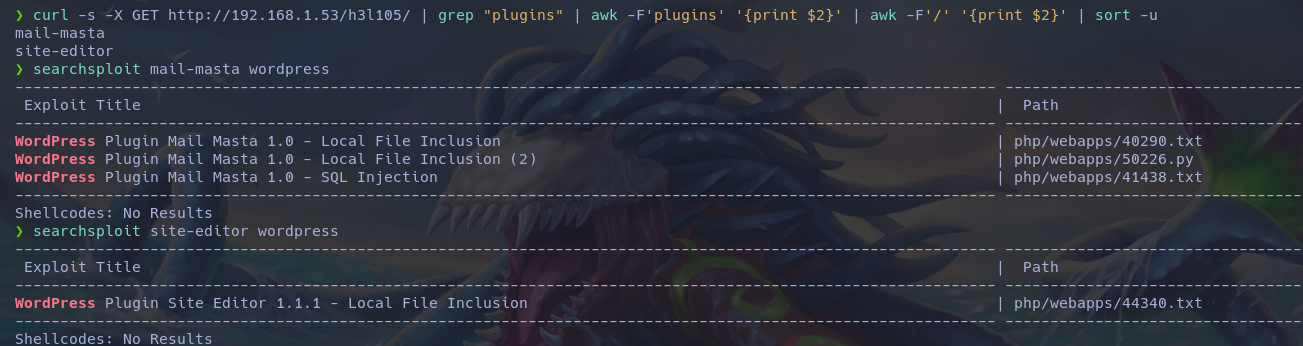 ❯ curl -s -X GET http://192.168.1.53/h3l105/ | grep "plugins" | awk -F'plugins' '{print $2}' | awk -F'/' '{print $2}' | sort -u
mail-masta
site-editor
❯ searchsploit mail-masta wordpress
Exploit Title | Path
WordPress Plugin Mail Masta 1.0 - Local File Inclusion | php/webapps/40290.txt
WordPress Plugin Mail Masta 1.0 - Local File Inclusion (2) | php/webapps/50226.py
WordPress Plugin Mail Masta 1.0 - SQL Injection | php/webapps/41438.txt
Shellcodes: No Results
❯ searchsploit site-editor wordpress
Exploit Title | Path
WordPress Plugin Site Editor 1.1.1 - Local File Inclusion | php/webapps/44340.txt
Shellcodes: No Results